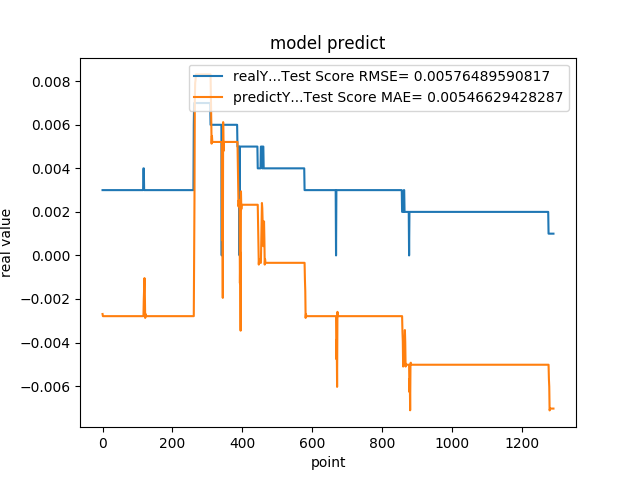 model predict
realY...Test Score RMSE= 0.00576489590817
predictY...Test Score MAE= 0.00546629428287
0.008
0.006
0.004
0.002
0.000
−0.002
−0.004
−0.006
real value
0 200 400 600 800 1000 1200
point